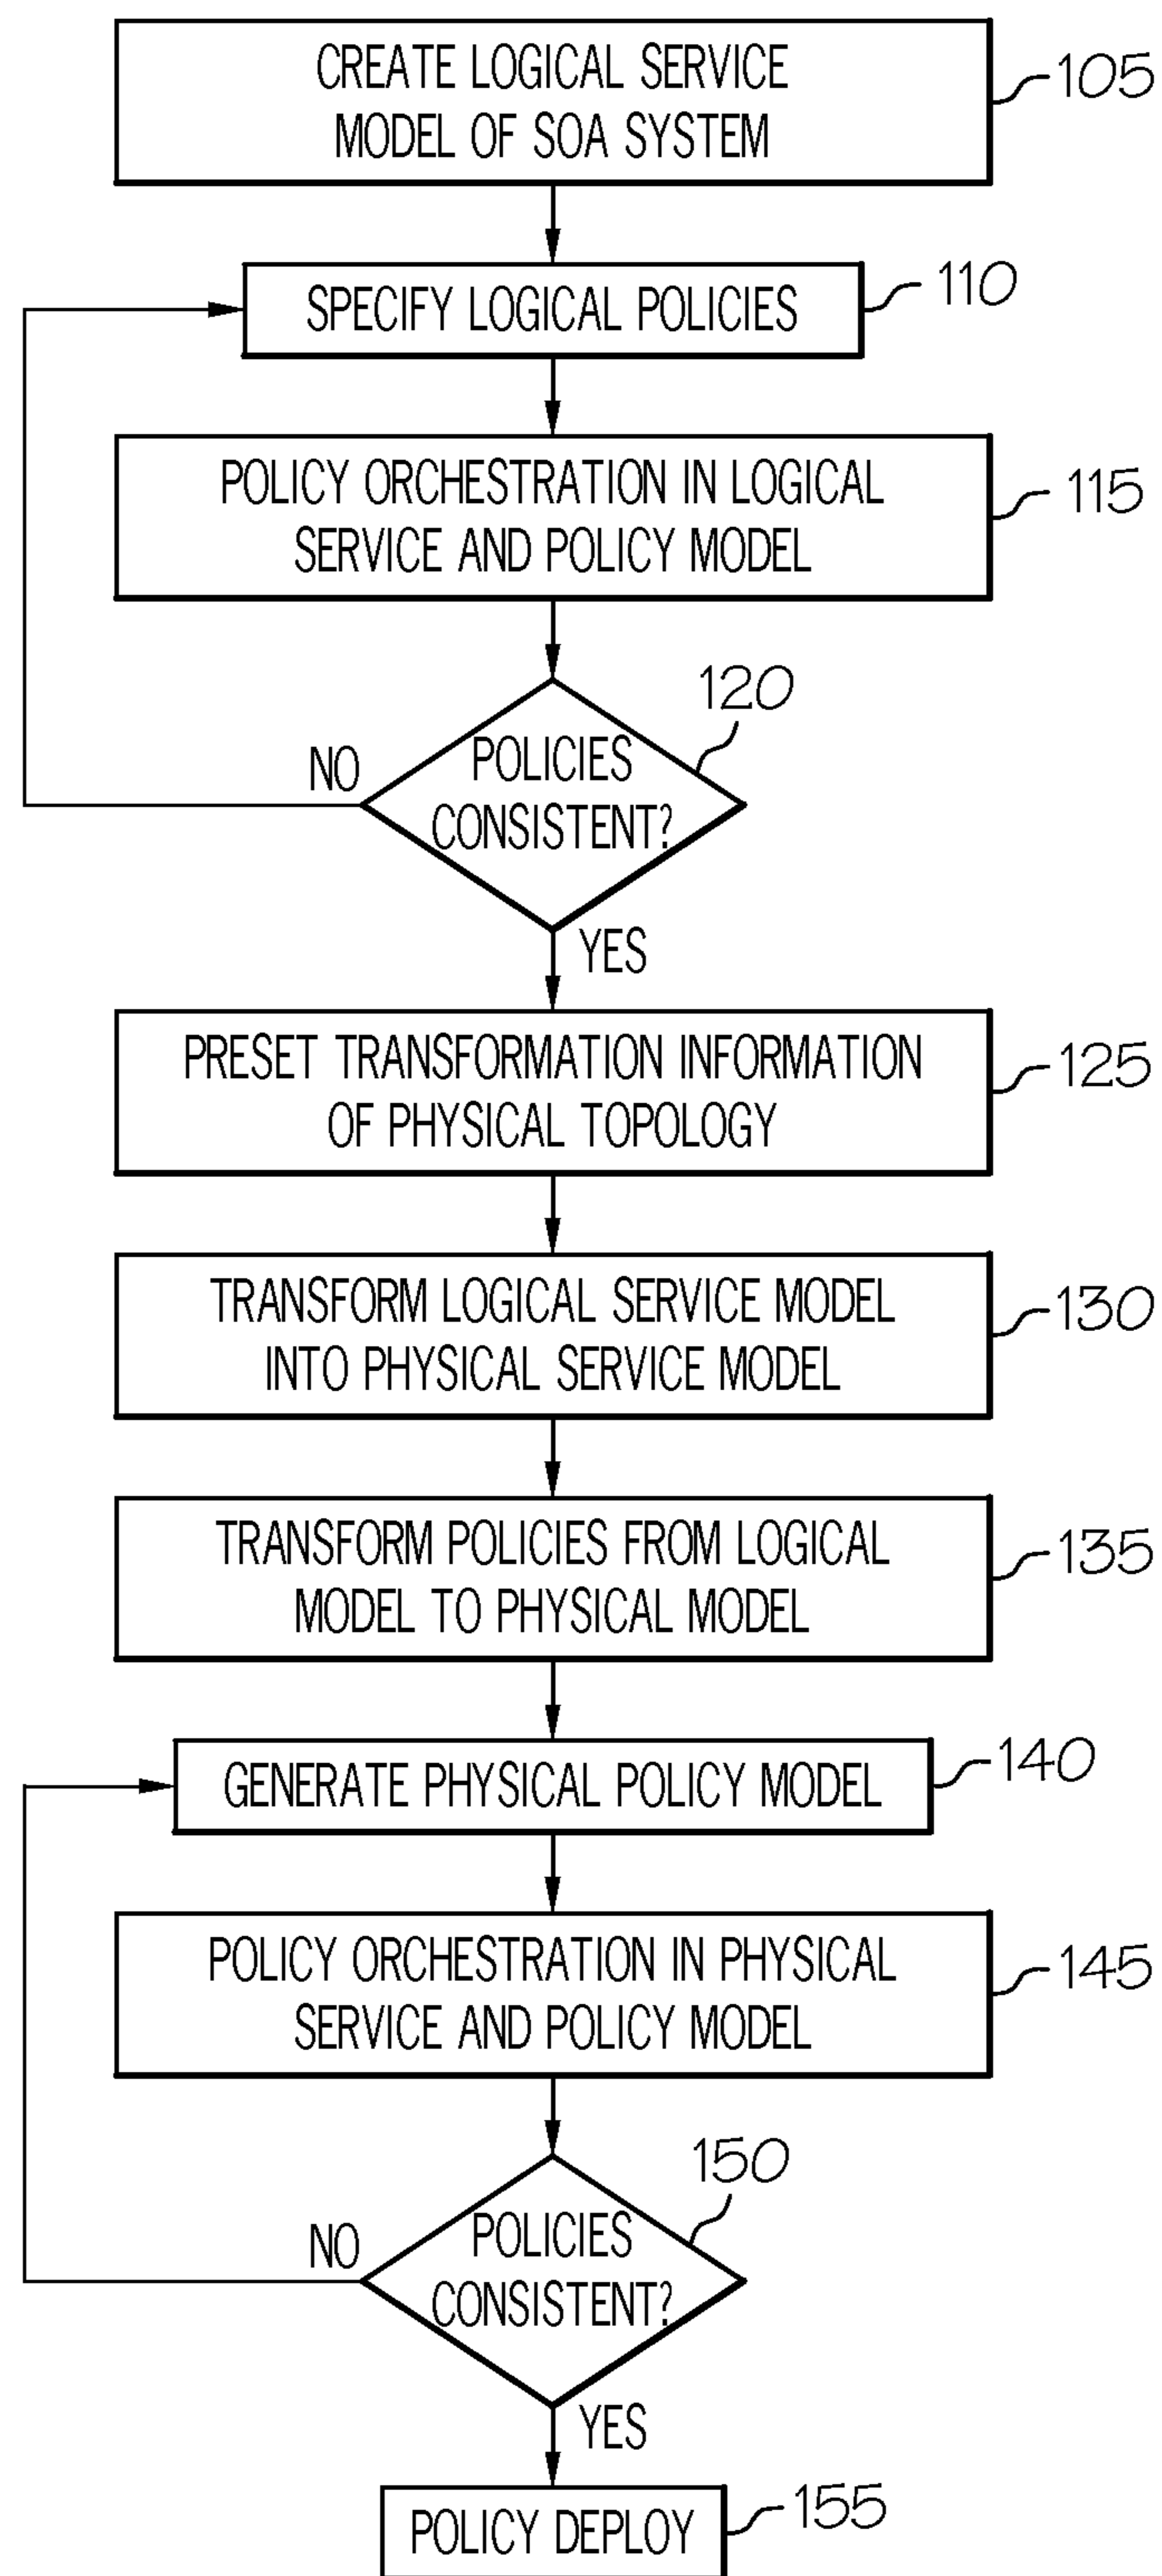 CREATE LOGICAL SERVICE
MODEL OF SOA SYSTEM
105
SPECIFY LOGICAL POLICIES
110
POLICY ORCHESTRATION IN LOGICAL
SERVICE AND POLICY MODEL
115
120
POLICIES
CONSISTENT?
NO
YES
PRESET TRANSFORMATION INFORMATION
OF PHYSICAL TOPOLOGY
125
TRANSFORM LOGICAL SERVICE MODEL
INTO PHYSICAL SERVICE MODEL
130
TRANSFORM POLICIES FROM LOGICAL
MODEL TO PHYSICAL MODEL
135
GENERATE PHYSICAL POLICY MODEL
140
POLICY ORCHESTRATION IN PHYSICAL
SERVICE AND POLICY MODEL
145
150
POLICIES
CONSISTENT?
NO
YES
POLICY DEPLOY
155